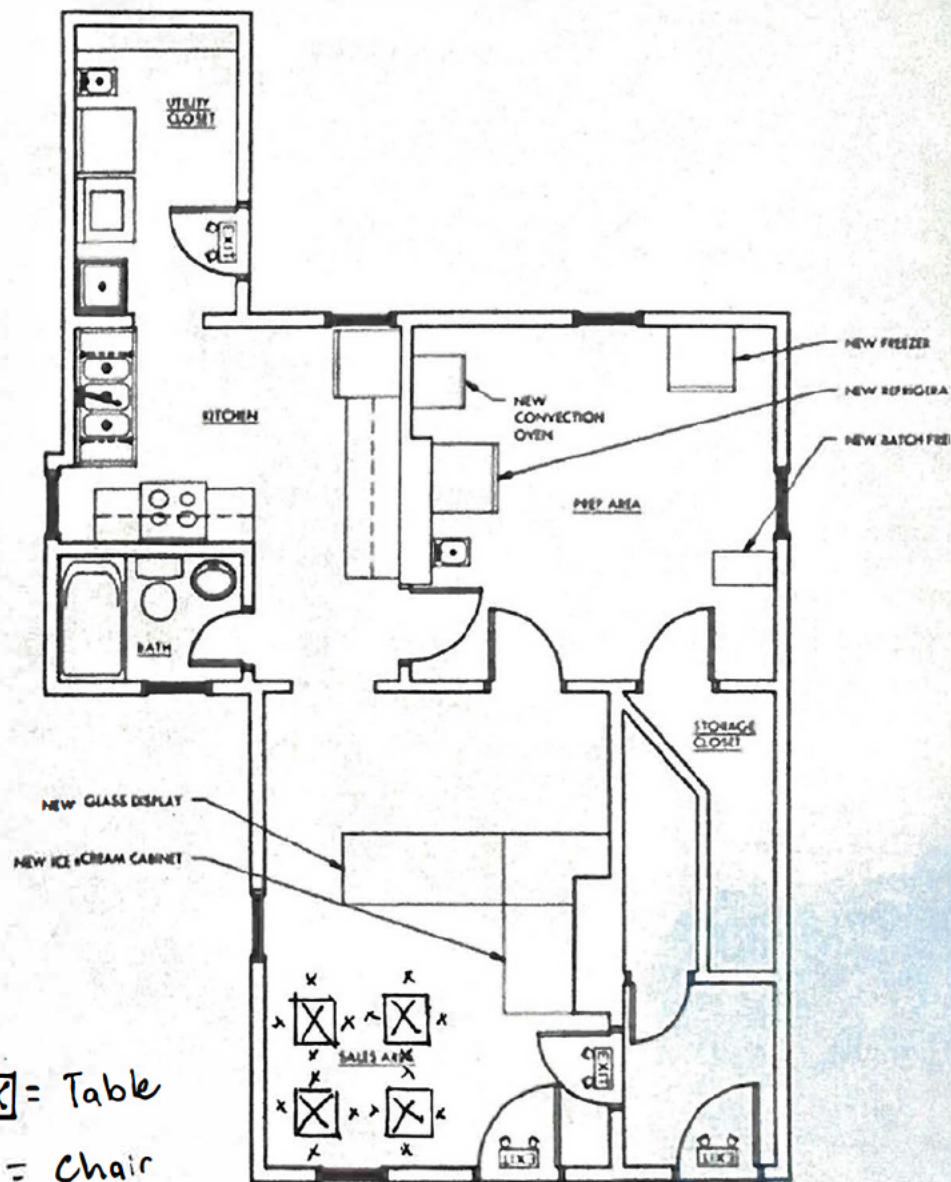 UTILITY
CLOSET
EXIT
NEW FREEZER
NEW REFRIGERA
KITCHEN
NEW
CONVECTION
OVEN
NEW BATCH FREE
PREP AREA
BATH
STORAGE
CLOSET
NEW GLASS DISPLAY
NEW ICE CREAM CABINET
SALES AREA
EXIT
X = Table
= Chair
EXIT
EXIT